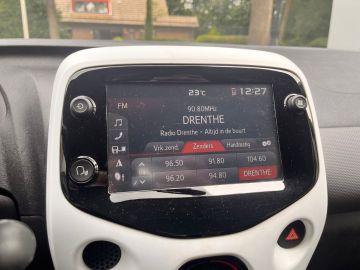 23°C 12:27
FM 90.80MHz
DRENTHE
Radio Drenthe - Altijd in de buurt
Vrk.zend. Zenders Handmatig
96.50 91.80 104.60
96.20 94.80 DRENTHE